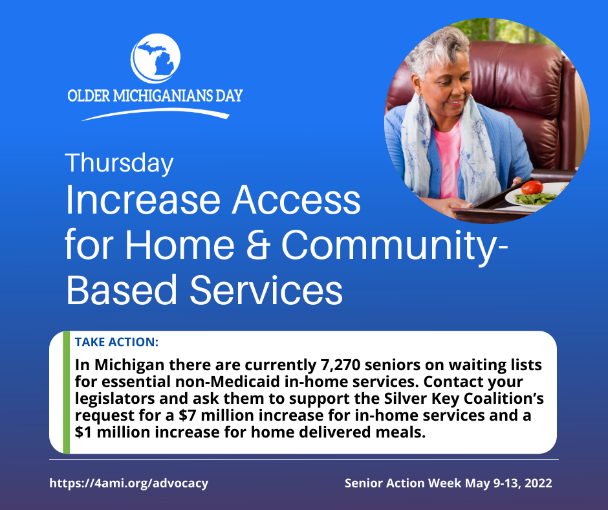 OLDER MICHIGANIANS DAY
Thursday
Increase Access
for Home & Community-
Based Services
TAKE ACTION:
In Michigan there are currently 7,270 seniors on waiting lists
for essential non-Medicaid in-home services. Contact your
legislators and ask them to support the Silver Key Coalition's
request for a $7 million increase for in-home services and a
$1 million increase for home delivered meals.
https://4ami.org/advocacy
Senior Action Week May 9-13, 2022